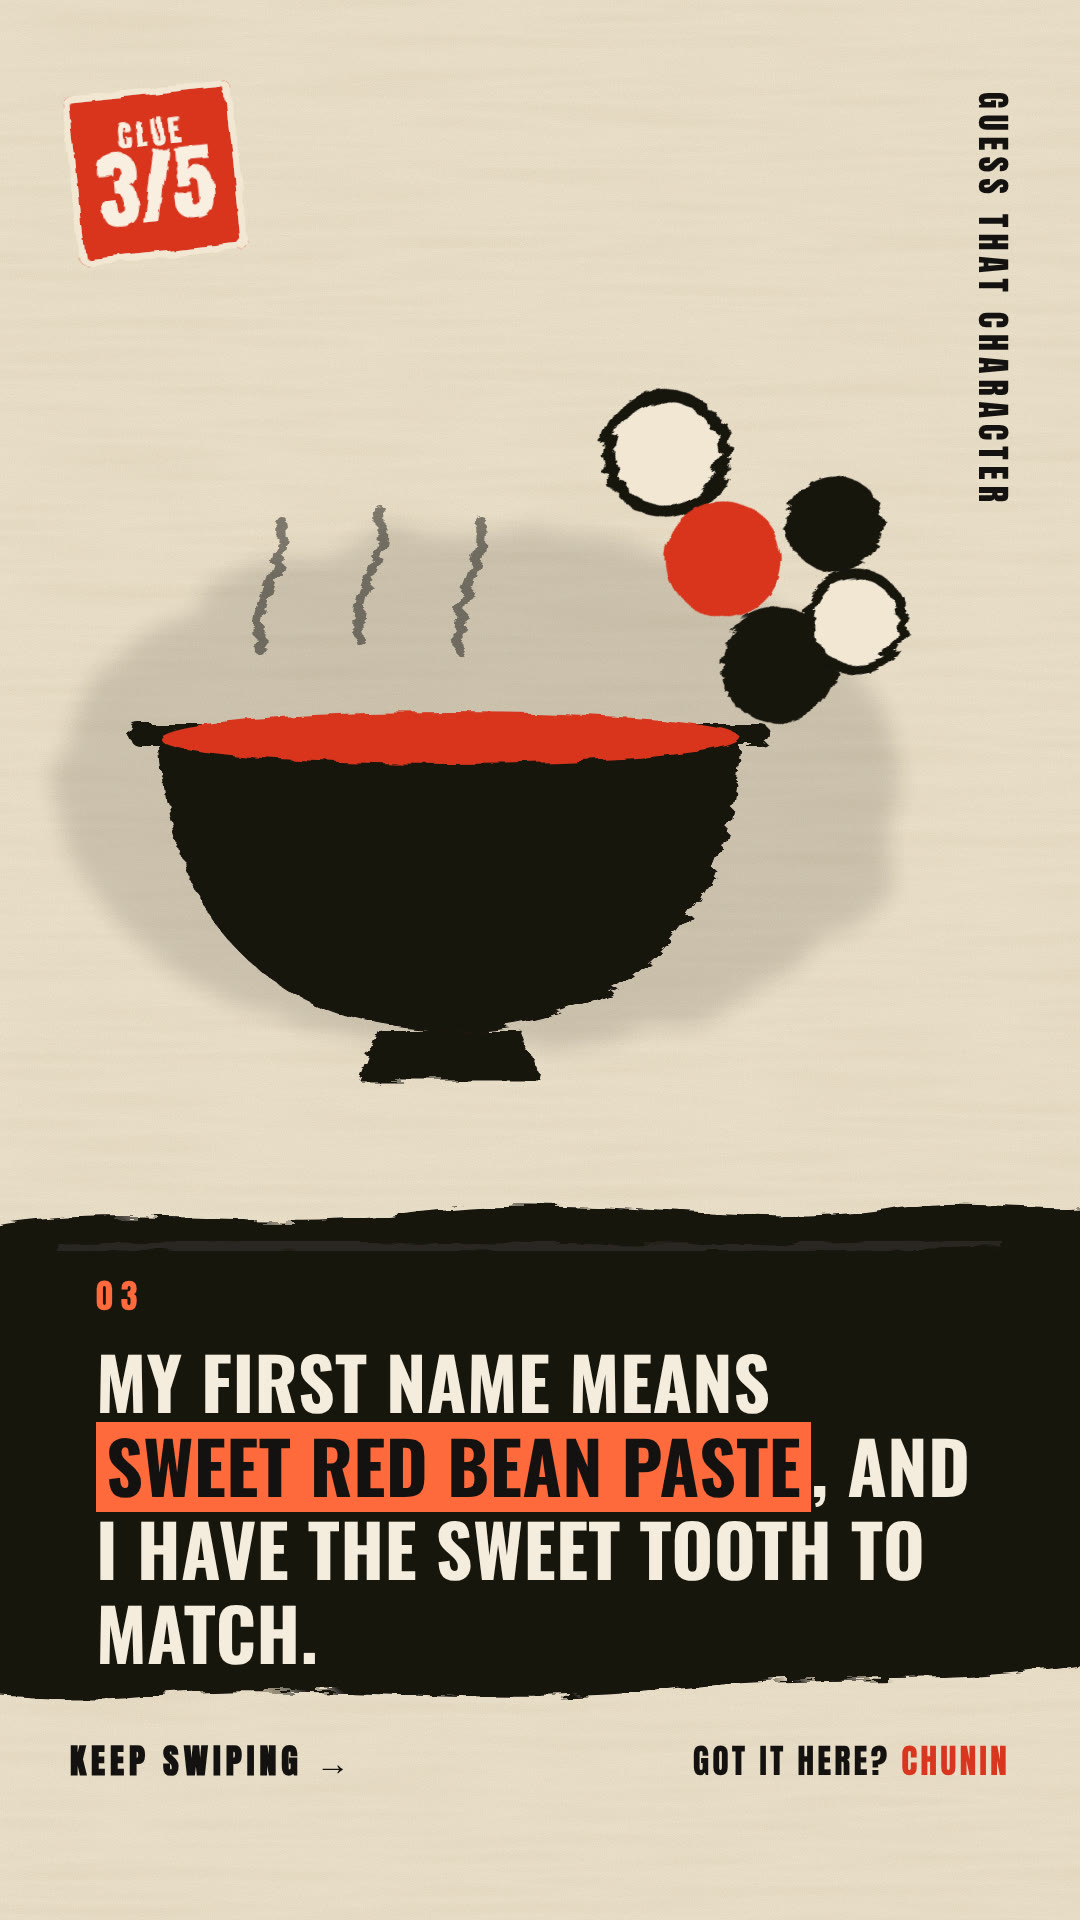 CLUE
3/5
GUESS THAT CHARACTER
03
MY FIRST NAME MEANS
SWEET RED BEAN PASTE, AND
I HAVE THE SWEET TOOTH TO
MATCH.
KEEP SWIPING →
GOT IT HERE? CHUNIN